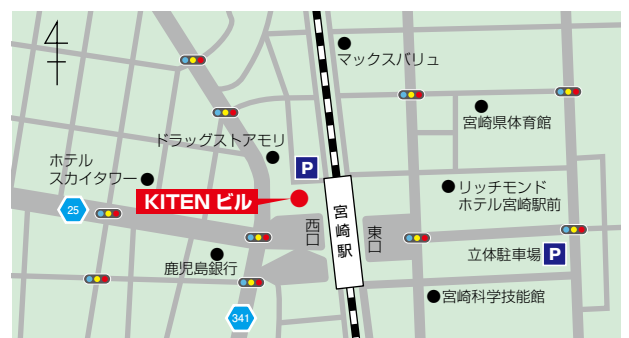 マックスバリュ
宮崎県体育館
ドラッグストアモリ
P
ホテル
スカイタワー
リッチモンド
ホテル宮崎駅前
KITEN ビル
25
宮崎駅
西口
東口
立体駐車場 P
鹿児島銀行
宮崎科学技能館
341